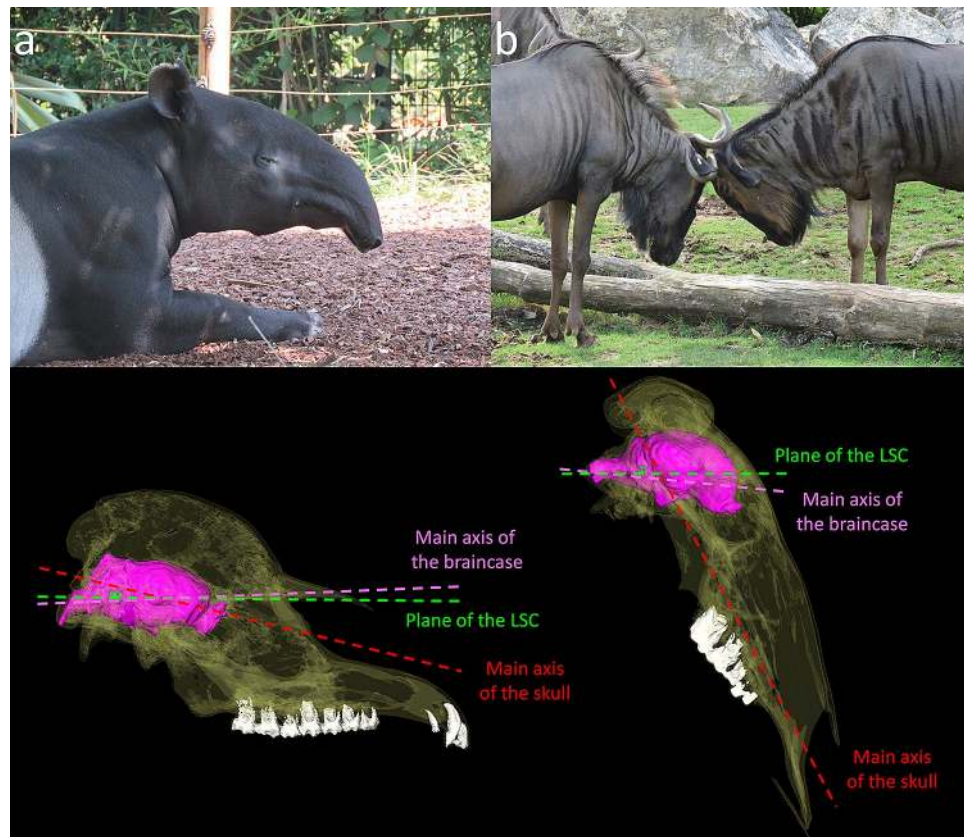 a
b
Plane of the LSC
Main axis of
the braincase
Main axis of
the braincase
Plane of the LSC
Main axis
of the skull
Main axis
of the skull